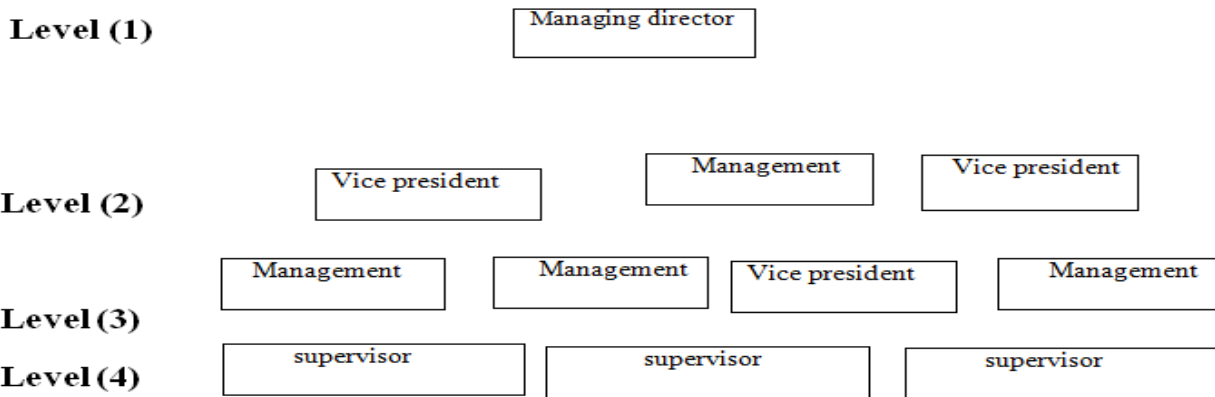 Level (1) Managing director
Level (2) Vice president Management Vice president
Level (3) Management Management Vice president Management
Level (4) supervisor supervisor supervisor